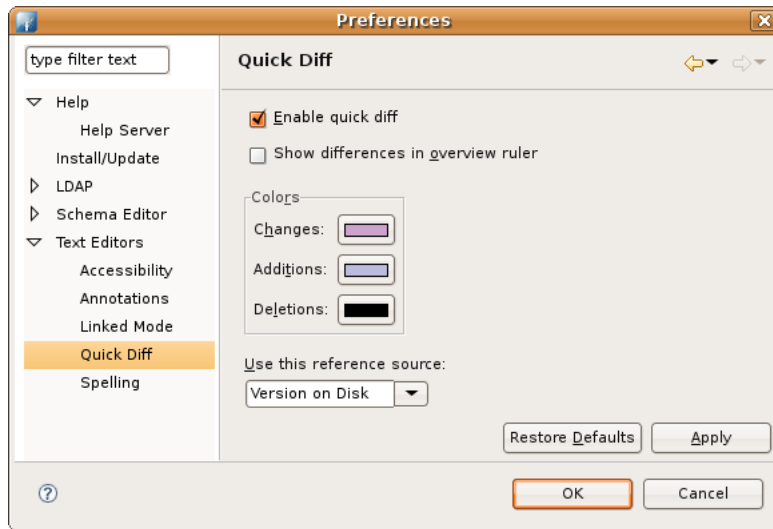 Preferences
type filter text
Help
Help Server
Install/Update
LDAP
Schema Editor
Text Editors
Accessibility
Annotations
Linked Mode
Quick Diff
Spelling
Quick Diff
Enable quick diff
Show differences in overview ruler
Colors
Changes:
Additions:
Deletions:
Use this reference source:
Version on Disk
Restore Defaults Apply
? OK Cancel